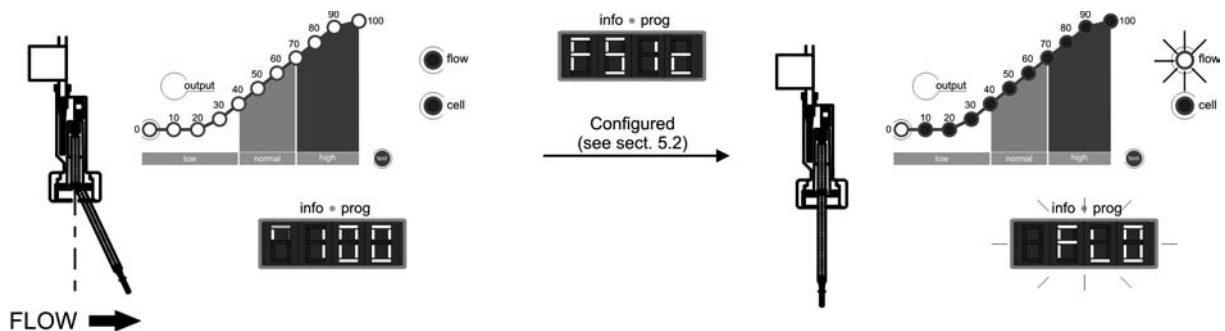 0
10
20
30
40
50
60
70
80
90
100
output
low
normal
high
test
flow
cell
info • prog
FLOW
info • prog
Configured
(see sect. 5.2)
0
10
20
30
40
50
60
70
80
90
100
output
low
normal
high
test
flow
cell
info • prog
FLO